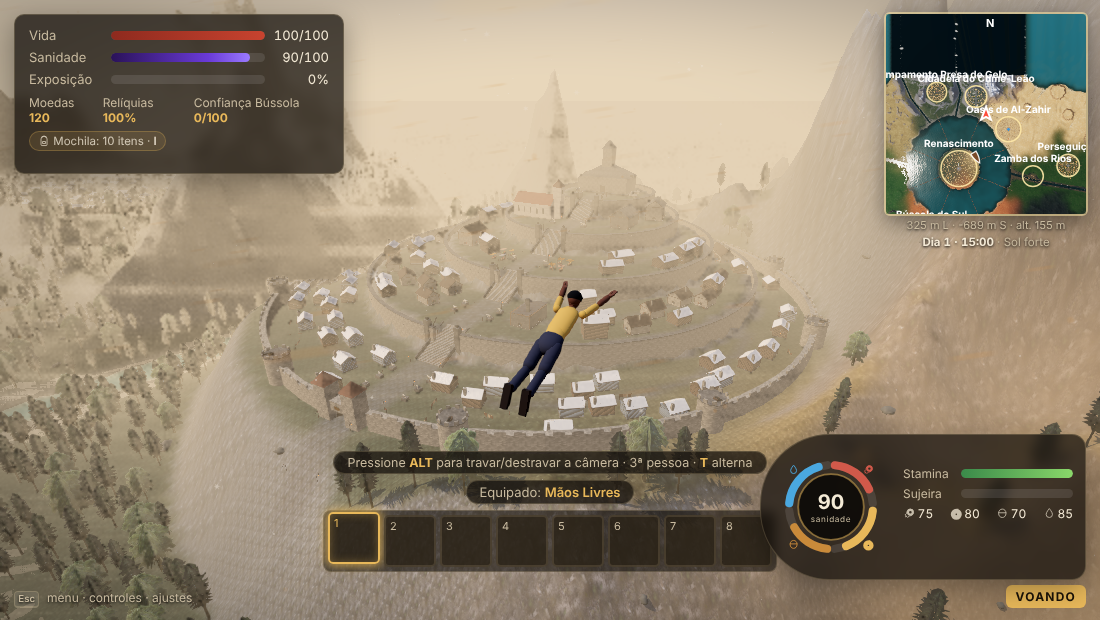 Vida 100/100
Sanidade 90/100
Exposição 0%
Moedas Relíquias Confiança Bússola
120 100% 0/100
Mochila: 10 itens · I
N
Cidadela do Cume-Leão
Oásis de Al-Zahir
Renascimento
Perseguiç
Zamba dos Rios
325 m L · -689 m S · alt. 155 m
Dia 1 · 15:00 · Sol forte
Pressione ALT para travar/destravar a câmera · 3ª pessoa · T alterna
Equipado: Mãos Livres
1 2 3 4 5 6 7 8
90
sanidade
Stamina
Sujeira
75 80 70 85
Esc menu · controles · ajustes
VOANDO